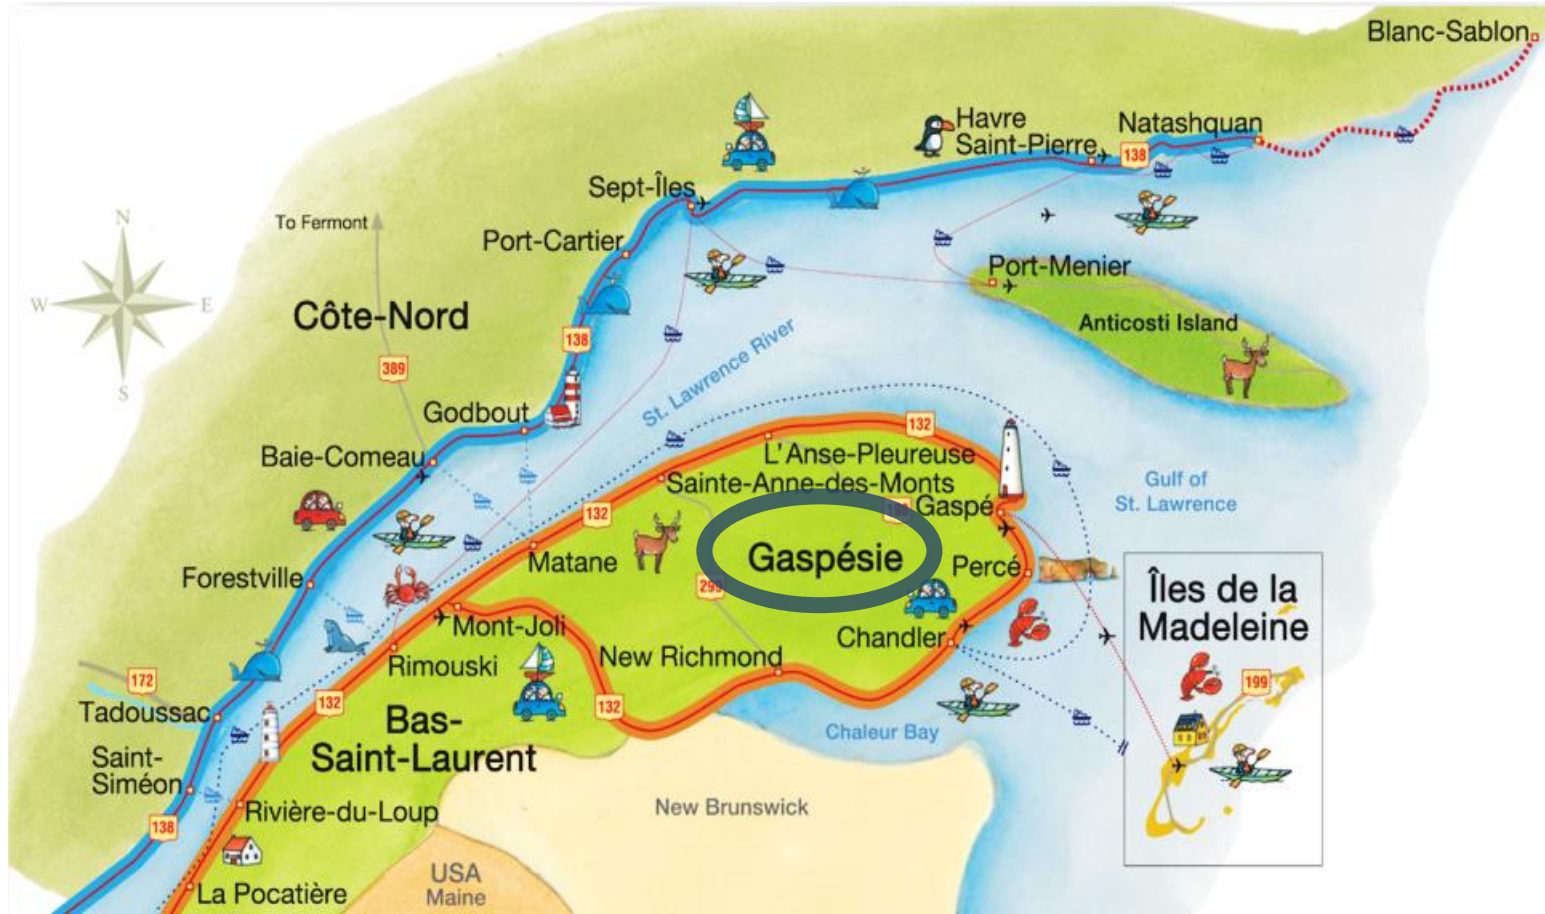 Blanc-Sablon
Havre
Saint-Pierre
Natashquan
138
Sept-Îles
N
To Fermont
Port-Cartier
W
E
Port-Menier
Côte-Nord
Anticosti Island
S
138
389
St. Lawrence River
Godbout
132
Baie-Comeau
L'Anse-Pleureuse
Sainte-Anne-des-Monts
Gulf of
St. Lawrence
132
198
Gaspé
Matane
Gaspésie
Percé
Forestville
299
Îles de la
Madeleine
Mont-Joli
Chandler
Rimouski
New Richmond
172
199
132
132
Tadoussac
Bas-
Saint-Laurent
Chaleur Bay
Saint-
Siméon
Rivière-du-Loup
New Brunswick
138
USA
Maine
La Pocatière